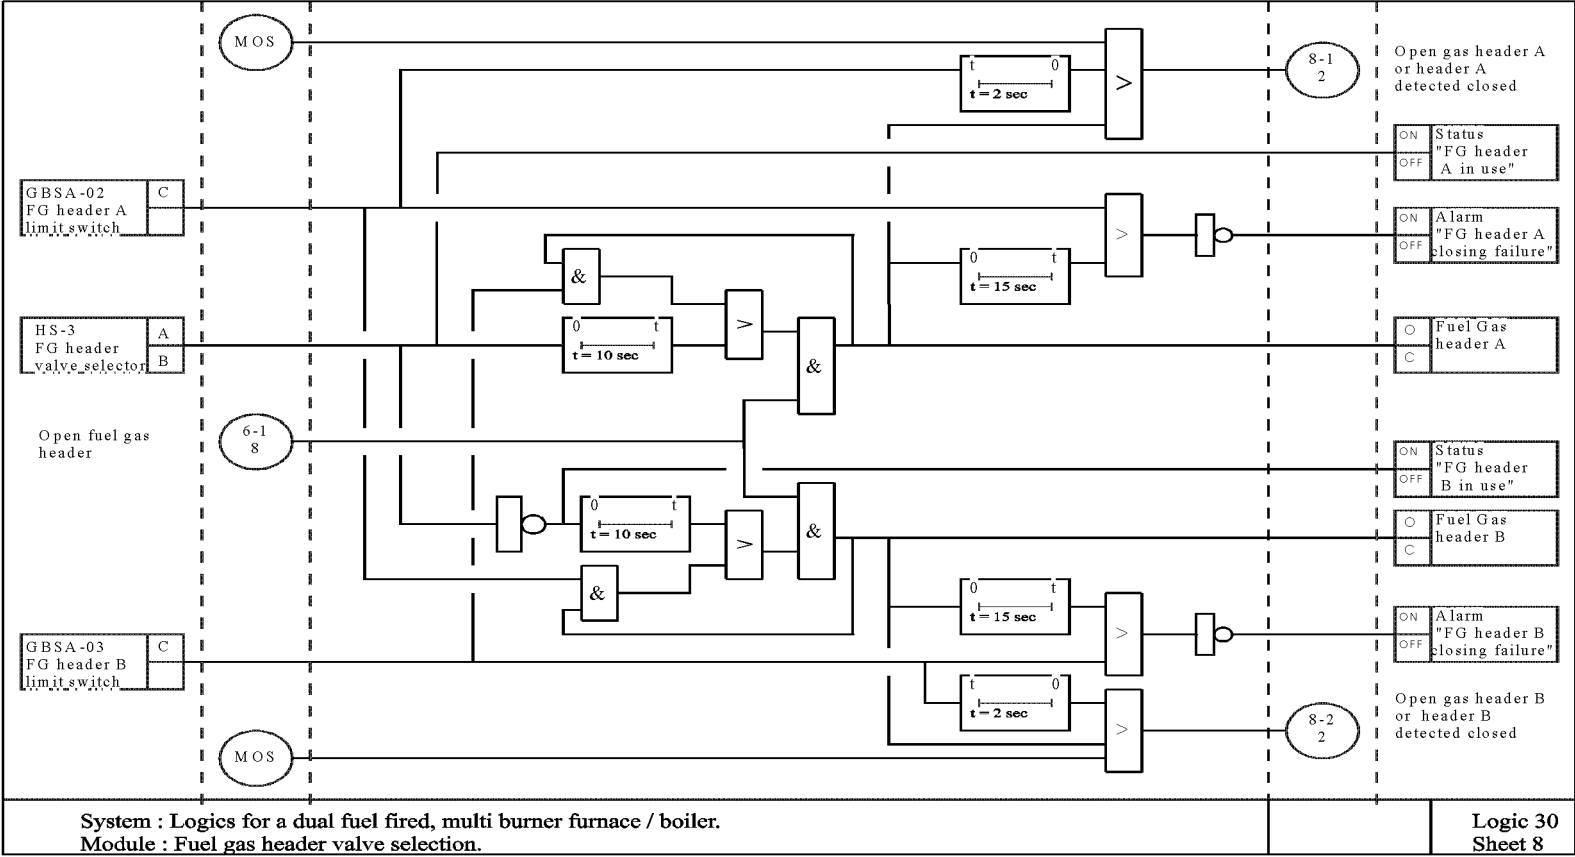 MOS
t 0
t = 2 sec
>
8-1
2
Open gas header A
or header A
detected closed
ON
OFF
Status
"FG header
A in use"
GBSA-02
FG header A
limit switch
C
>
0 t
t = 15 sec
ON
OFF
Alarm
"FG header A
closing failure"
&
HS-3
FG header
valve selector
A
B
0 t
t = 10 sec
>
&
O
C
Fuel Gas
header A
Open fuel gas
header
6-1
8
ON
OFF
Status
"FG header
B in use"
0 t
t = 10 sec
>
&
O
C
Fuel Gas
header B
&
0 t
t = 15 sec
>
ON
OFF
Alarm
"FG header B
closing failure"
GBSA-03
FG header B
limit switch
C
t 0
t = 2 sec
>
8-2
2
Open gas header B
or header B
detected closed
MOS
System : Logics for a dual fuel fired, multi burner furnace / boiler.
Module : Fuel gas header valve selection.
Logic 30
Sheet 8